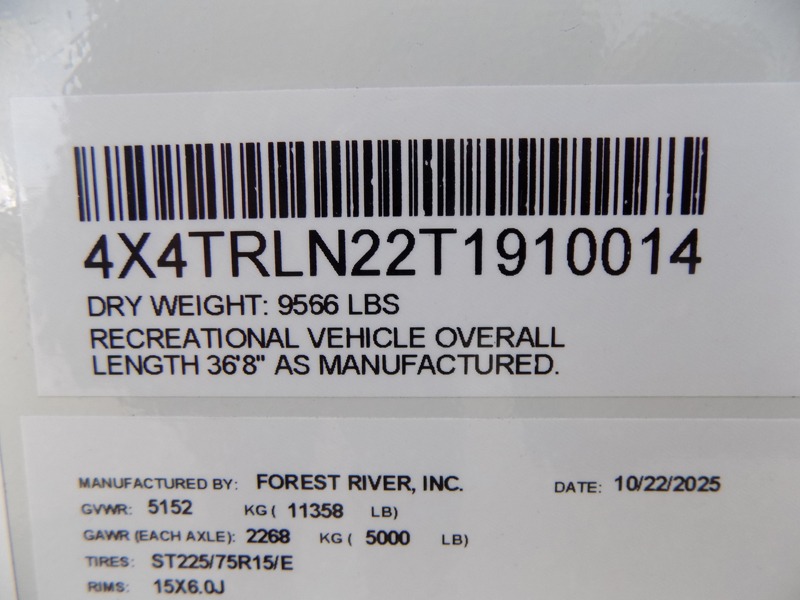 4X4TRLN22T1910014
DRY WEIGHT: 9566 LBS
RECREATIONAL VEHICLE OVERALL
LENGTH 36'8" AS MANUFACTURED.
MANUFACTURED BY: FOREST RIVER, INC. DATE: 10/22/2025
GVWR: 5152 KG ( 11358 LB)
GAWR (EACH AXLE): 2268 KG ( 5000 LB)
TIRES: ST225/75R15/E
RIMS: 15X6.0J